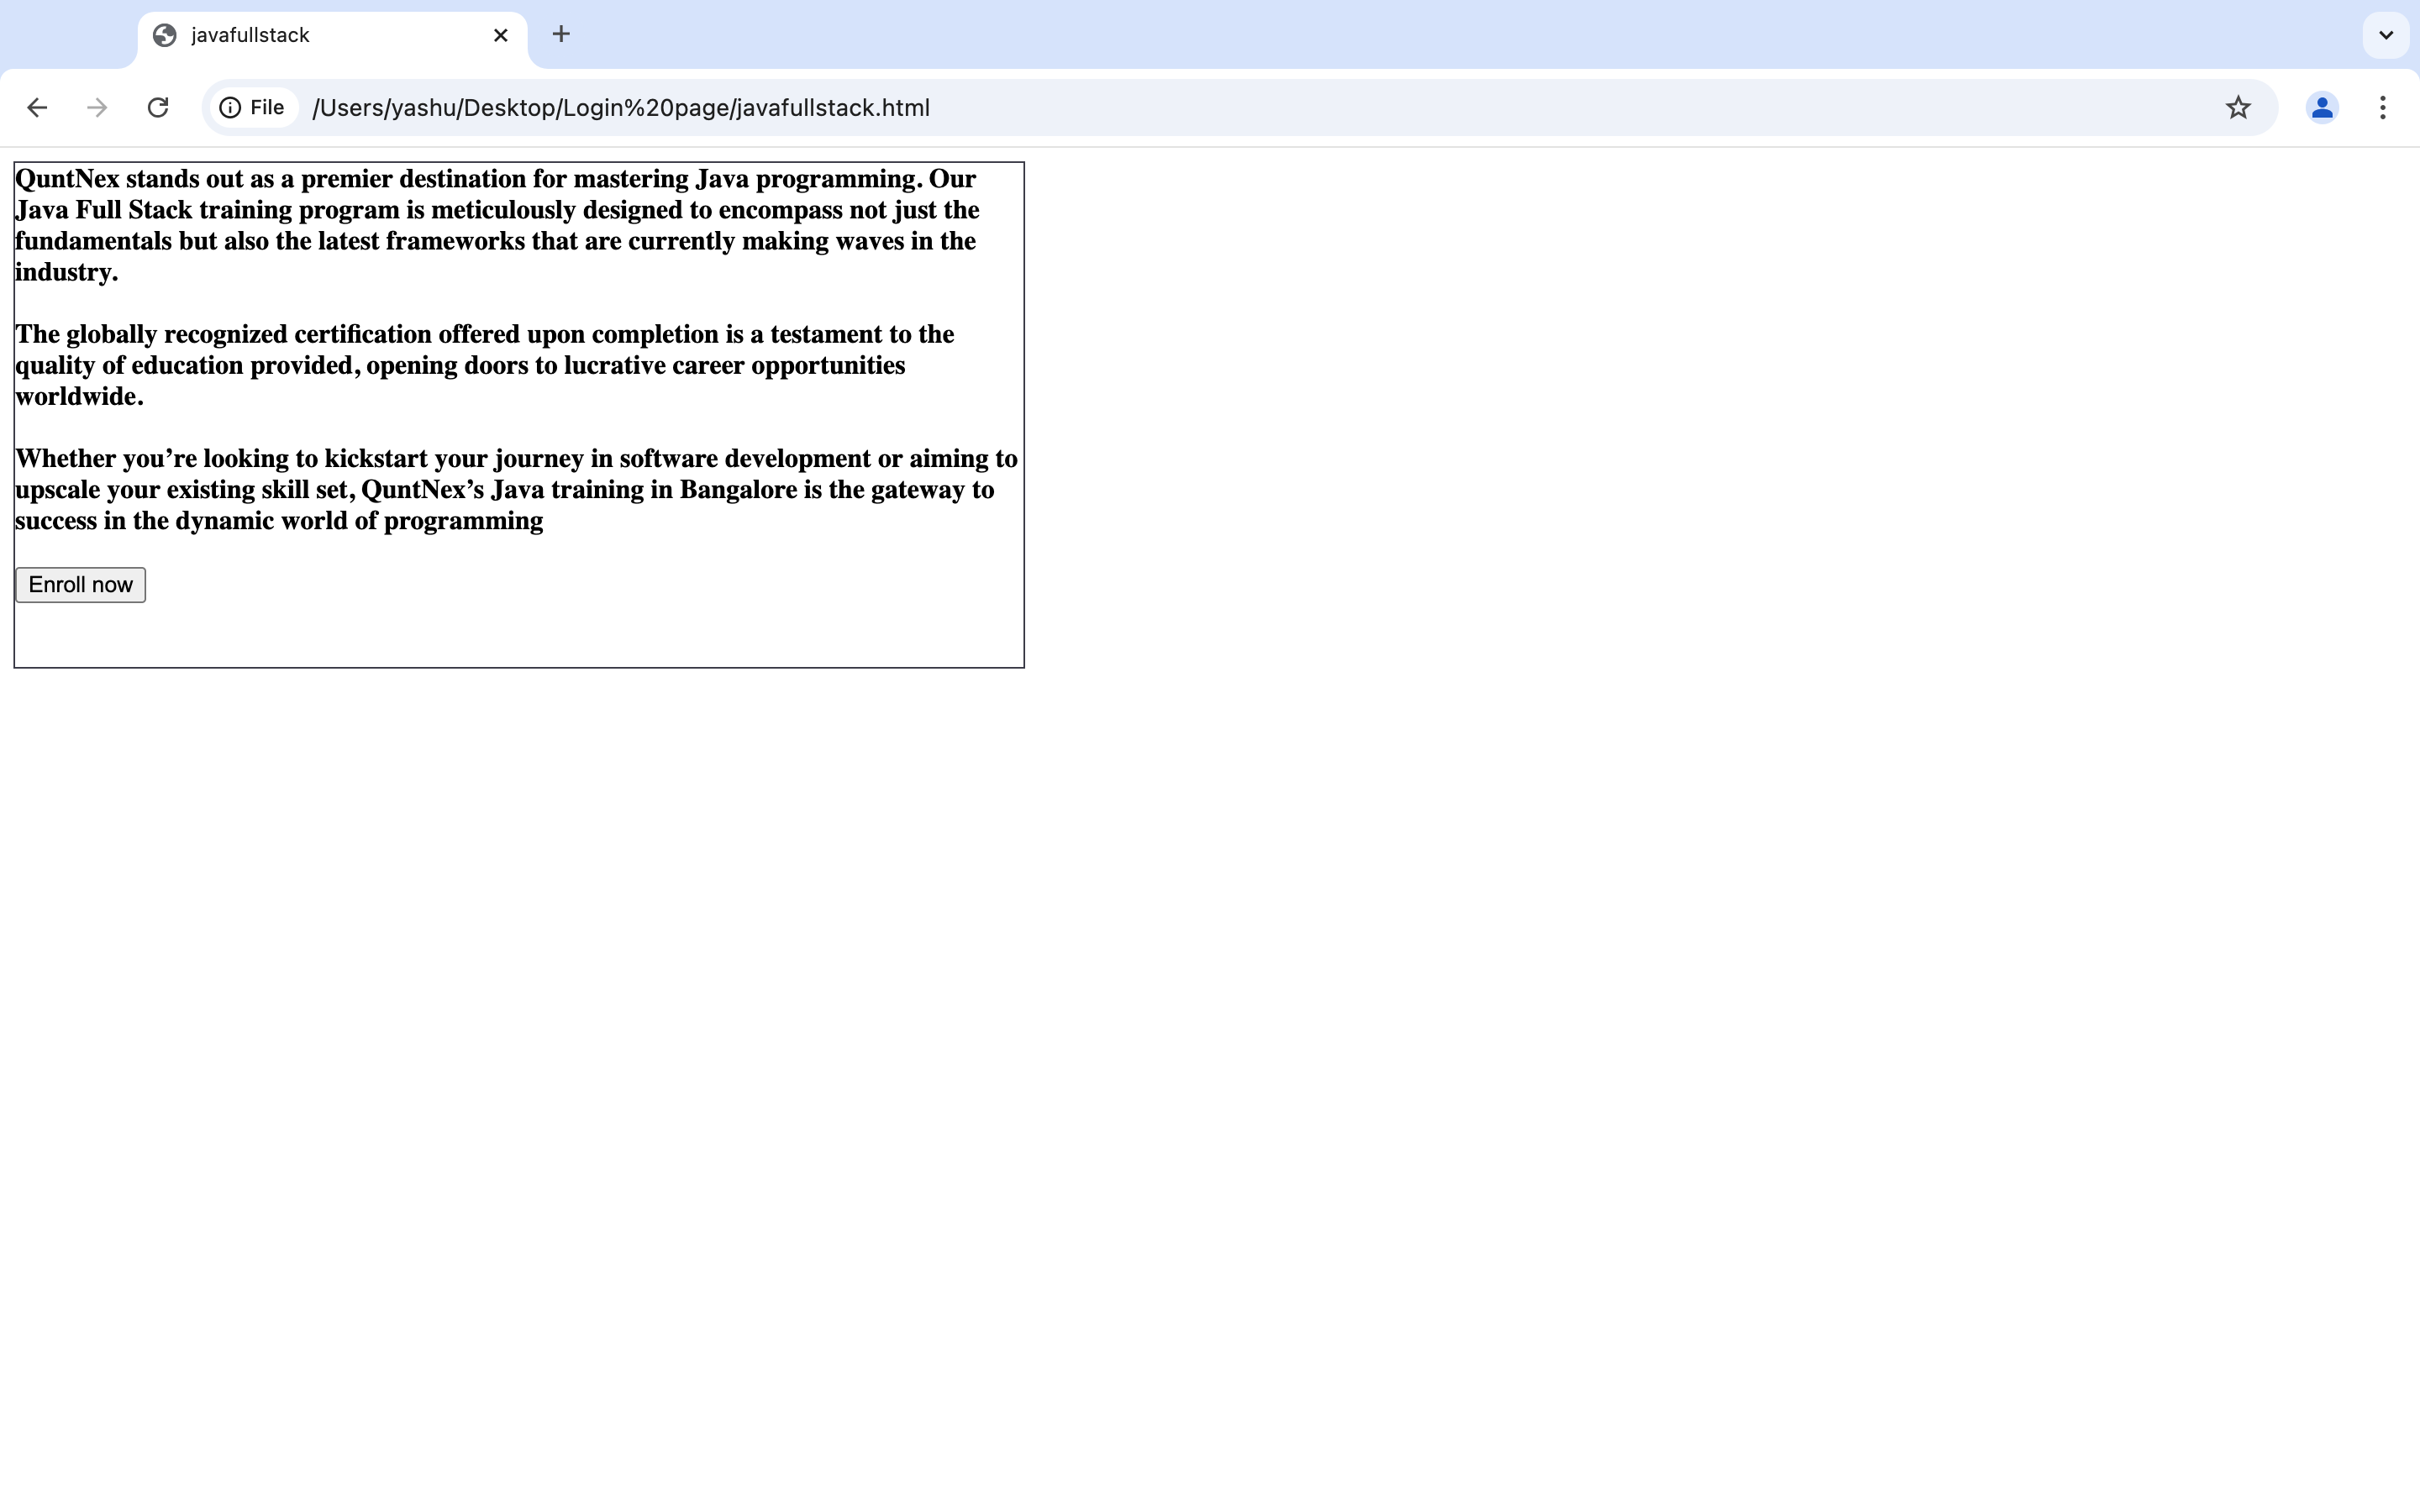 javafullstack
File
/Users/yashu/Desktop/Login%20page/javafullstack.html
QuntNex stands out as a premier destination for mastering Java programming. Our
Java Full Stack training program is meticulously designed to encompass not just the
fundamentals but also the latest frameworks that are currently making waves in the
industry.
The globally recognized certification offered upon completion is a testament to the
quality of education provided, opening doors to lucrative career opportunities
worldwide.
Whether you’re looking to kickstart your journey in software development or aiming to
upscale your existing skill set, QuntNex’s Java training in Bangalore is the gateway to
success in the dynamic world of programming
Enroll now